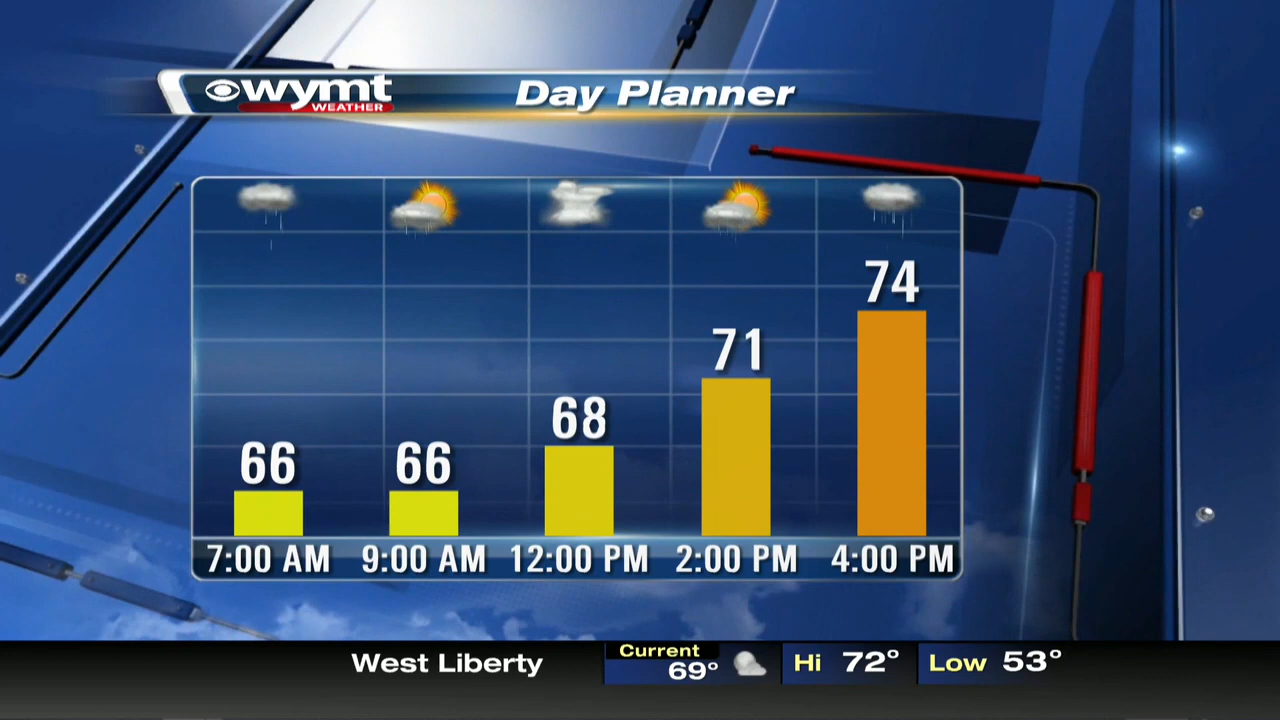 wymt
WEATHER
Day Planner
66
66
68
71
74
7:00 AM
9:00 AM
12:00 PM
2:00 PM
4:00 PM
West Liberty
Current
69°
Hi 72°
Low 53°